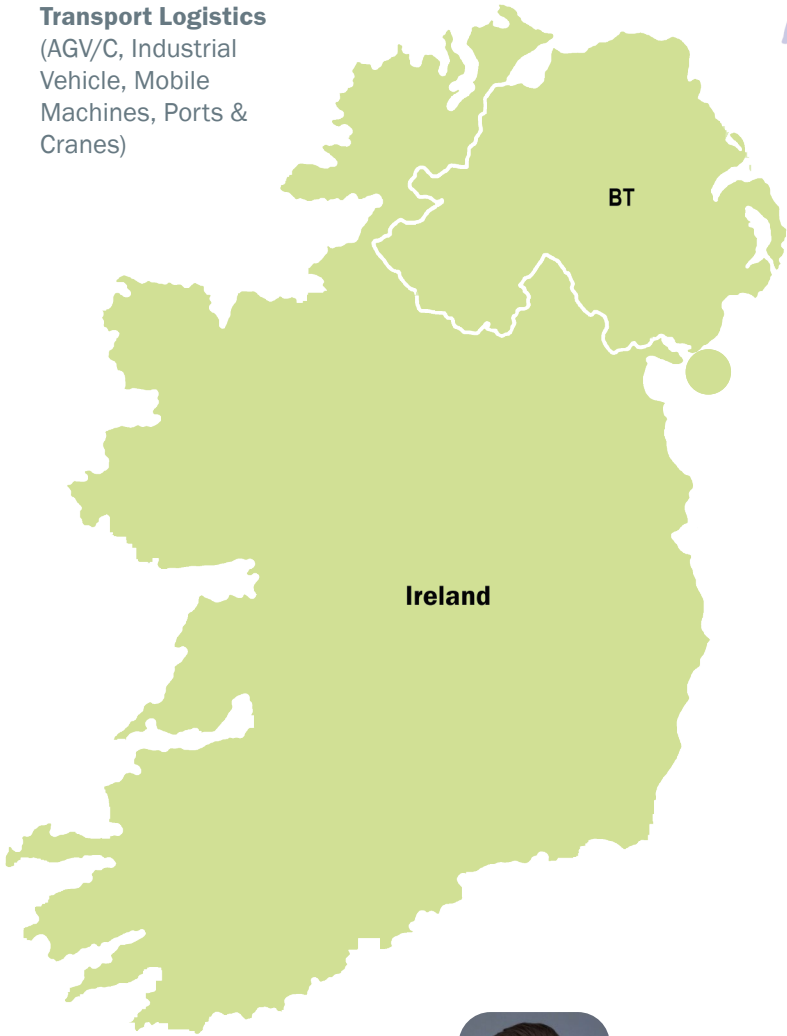 Transport Logistics
(AGV/C, Industrial
Vehicle, Mobile
Machines, Ports &
Cranes)
BT
Ireland